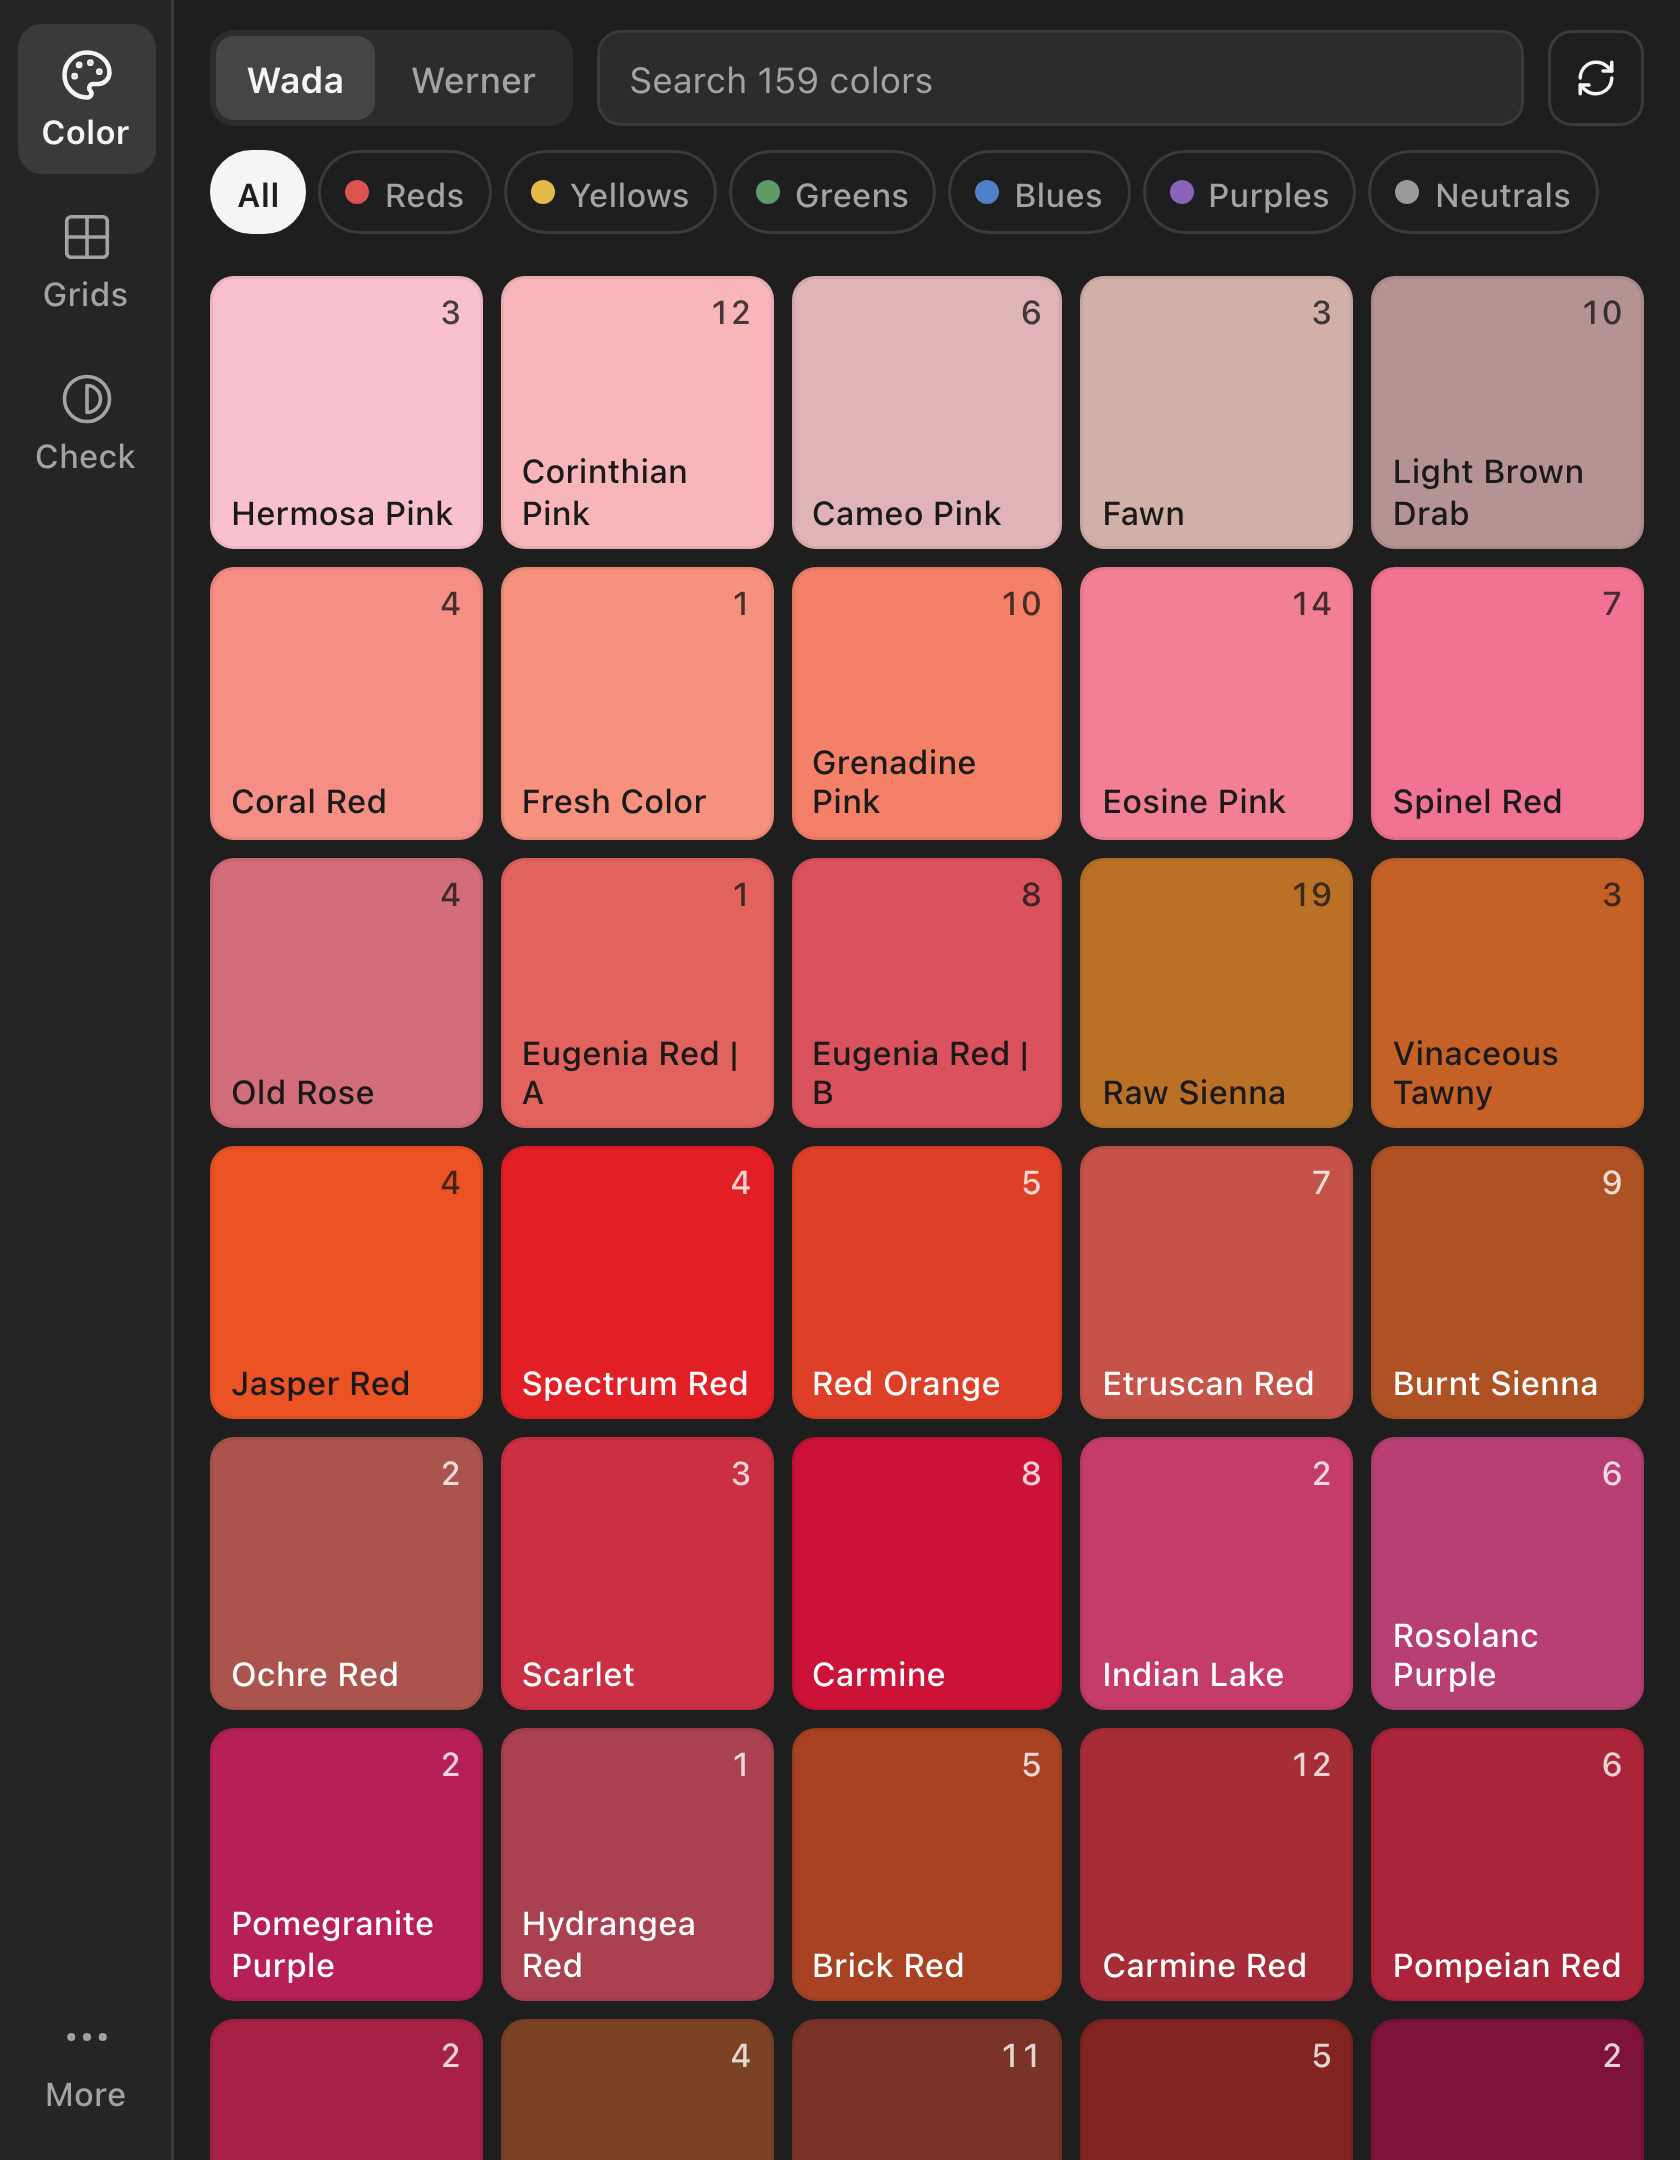 Color
Grids
Check
More
Wada Werner Search 159 colors
All Reds Yellows Greens Blues Purples Neutrals
3
Hermosa Pink
12
Corinthian
Pink
6
Cameo Pink
3
Fawn
10
Light Brown
Drab
4
Coral Red
1
Fresh Color
10
Grenadine
Pink
14
Eosine Pink
7
Spinel Red
4
Old Rose
1
Eugenia Red |
A
8
Eugenia Red |
B
19
Raw Sienna
3
Vinaceous
Tawny
4
Jasper Red
4
Spectrum Red
5
Red Orange
7
Etruscan Red
9
Burnt Sienna
2
Ochre Red
3
Scarlet
8
Carmine
2
Indian Lake
6
Rosolanc
Purple
2
Pomegranite
Purple
1
Hydrangea
Red
5
Brick Red
12
Carmine Red
6
Pompeian Red
2
4
11
5
2